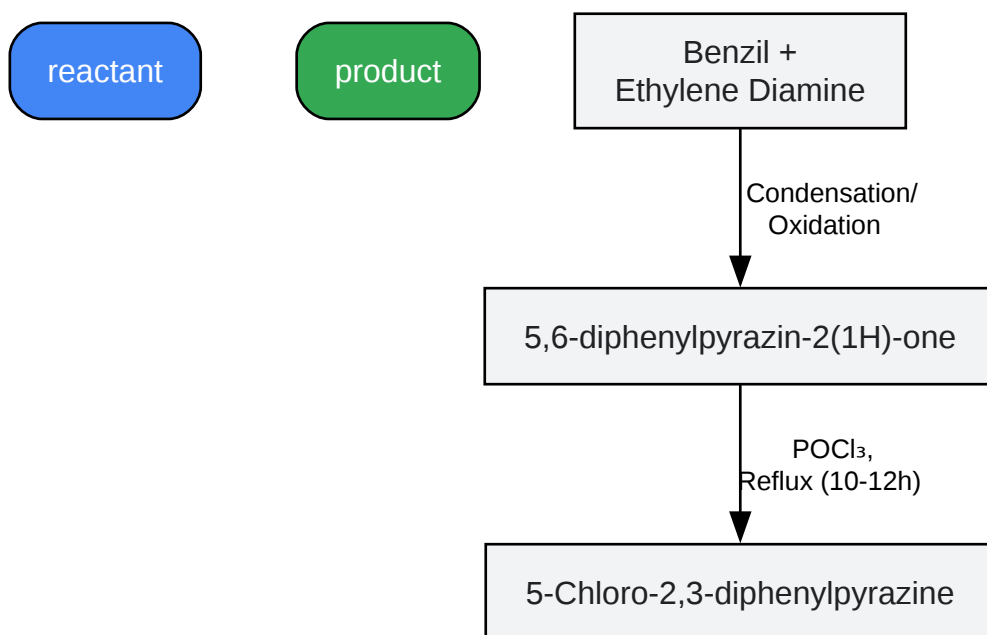 reactant
product
Benzil +
Ethylene Diamine
Condensation/
Oxidation
5,6-diphenylpyrazin-2(1H)-one
POCl₃,
Reflux (10-12h)
5-Chloro-2,3-diphenylpyrazine